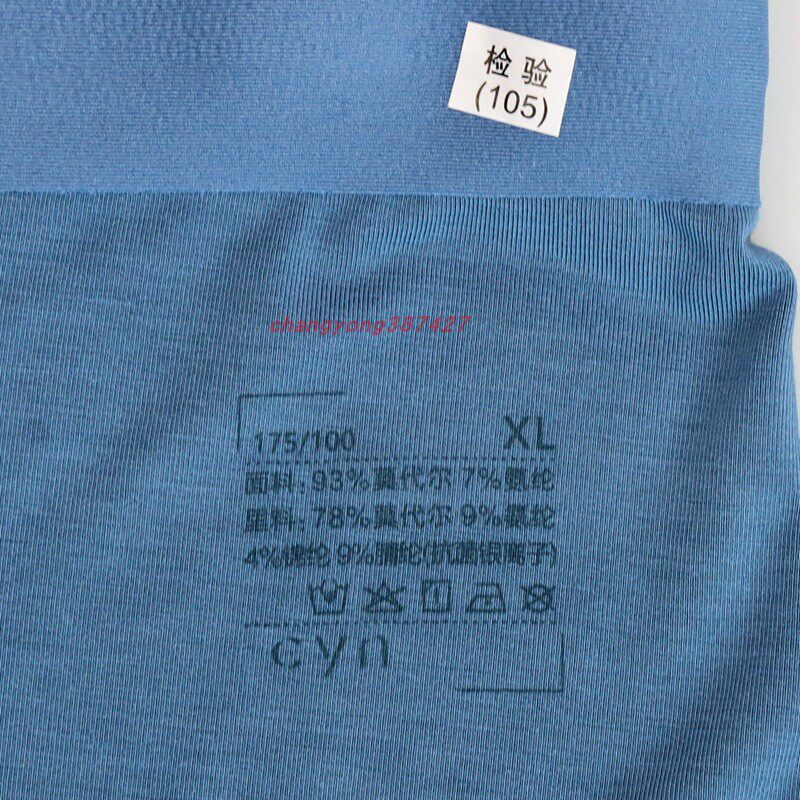 检验
(105)
changyong387427
175/100 XL
面料: 93%莫代尔 7%氨纶
里料: 78%莫代尔 9%氨纶
4%锦纶 9%腈纶(抗菌银离子)
cyn